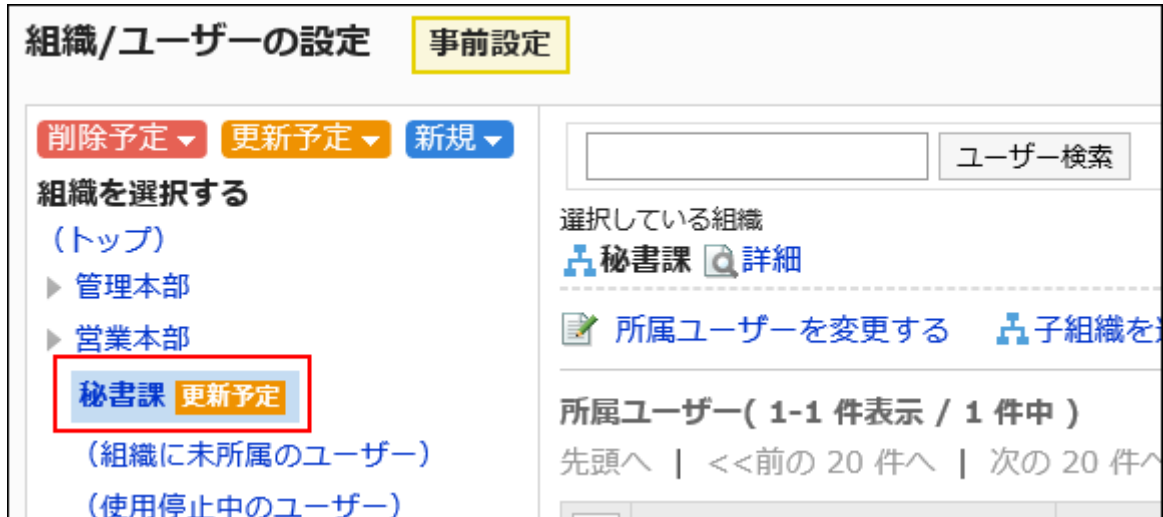 組織/ユーザーの設定 事前設定
削除予定 更新予定 新規
組織を選択する
(トップ)
管理本部
営業本部
秘書課 更新予定
(組織に未所属のユーザー)
(使用停止中のユーザー)
ユーザー検索
選択している組織
秘書課 詳細
所属ユーザーを変更する 子組織を
所属ユーザー( 1-1 件表示 / 1 件中 )
先頭へ | <<前の 20 件へ | 次の 20 件へ